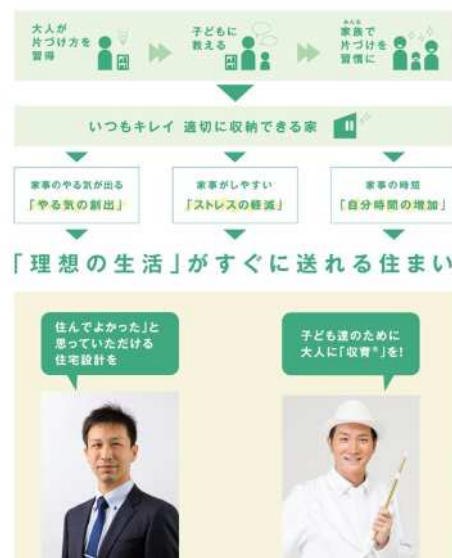 大人が
片づけ方を
習得
子どもに
教える
みんな
家族で
片づけを
習慣に
いつもキレイ 適切に収納できる家
家事のやる気が出る
「やる気の創出」
家事がしやすい
「ストレスの軽減」
家事の時短
「自分時間の増加」
「理想の生活」がすぐに送れる住まい
住んでよかった」と
思っていただける
住宅設計を
子ども達のために
大人に「収育®」を!